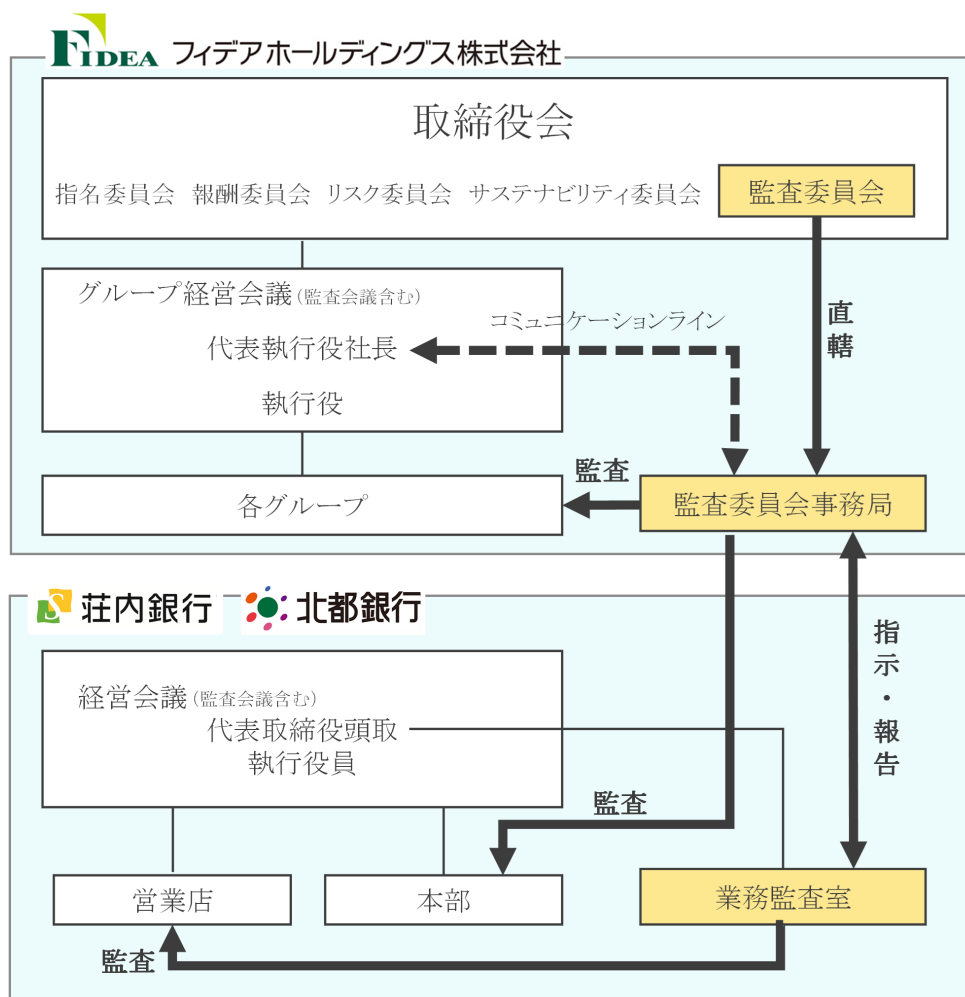 FIDEA フィデアホールディングス株式会社
取締役会
指名委員会 報酬委員会 リスク委員会 サステナビリティ委員会 監査委員会
グループ経営会議(監査会議含む)
代表執行役社長
執行役
コミュニケーションライン
直轄
監査
各グループ
監査委員会事務局
荘内銀行 北都銀行
経営会議(監査会議含む)
代表取締役頭取
執行役員
指示・報告
監査
営業店
本部
業務監査室
監査